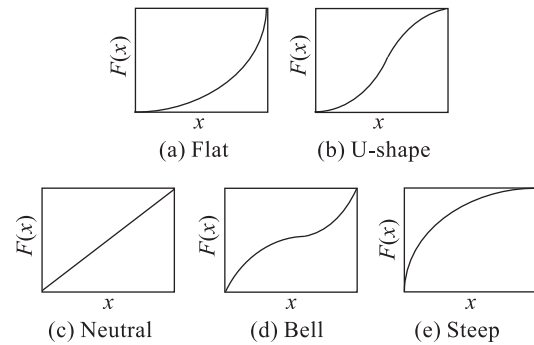 F(x)
x
(a) Flat
F(x)
x
(b) U-shape
F(x)
x
(c) Neutral
F(x)
x
(d) Bell
F(x)
x
(e) Steep